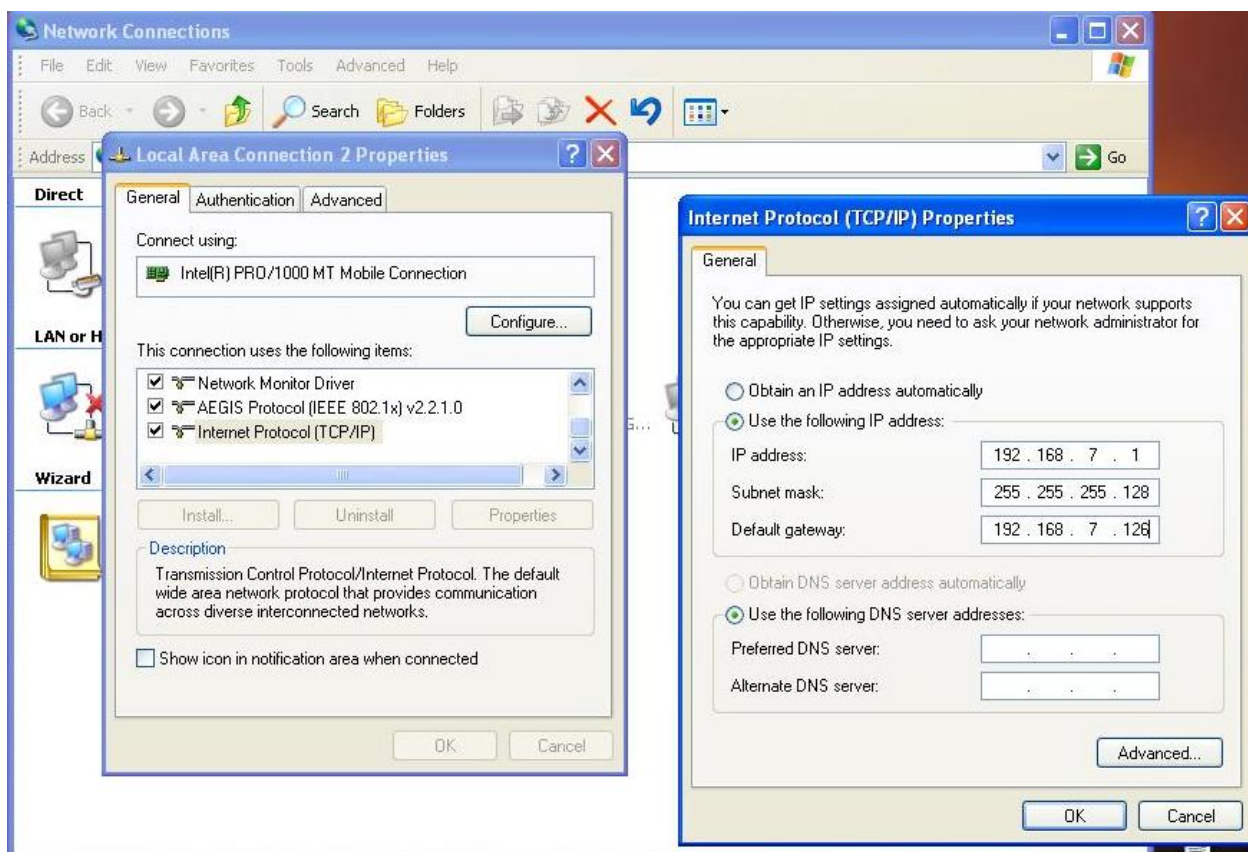 Network Connections
File Edit View Favorites Tools Advanced Help
Back Search Folders
Address Go
Direct
LAN or H
Wizard
Local Area Connection 2 Properties
General Authentication Advanced
Connect using:
Intel(R) PRO/1000 MT Mobile Connection
Configure...
This connection uses the following items:
Network Monitor Driver
AEGIS Protocol (IEEE 802.1x) v2.2.1.0
Internet Protocol (TCP/IP)
Install... Uninstall Properties
Description
Transmission Control Protocol/Internet Protocol. The default
wide area network protocol that provides communication
across diverse interconnected networks.
Show icon in notification area when connected
OK Cancel
Internet Protocol (TCP/IP) Properties
General
You can get IP settings assigned automatically if your network supports
this capability. Otherwise, you need to ask your network administrator for
the appropriate IP settings.
Obtain an IP address automatically
Use the following IP address:
IP address: 192 . 168 . 7 . 1
Subnet mask: 255 . 255 . 255 . 128
Default gateway: 192 . 168 . 7 . 126
Obtain DNS server address automatically
Use the following DNS server addresses:
Preferred DNS server: . . .
Alternate DNS server: . . .
Advanced...
OK Cancel